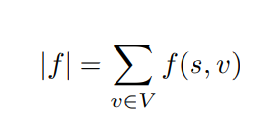 |f| = ∑_{v∈V} f(s, v)